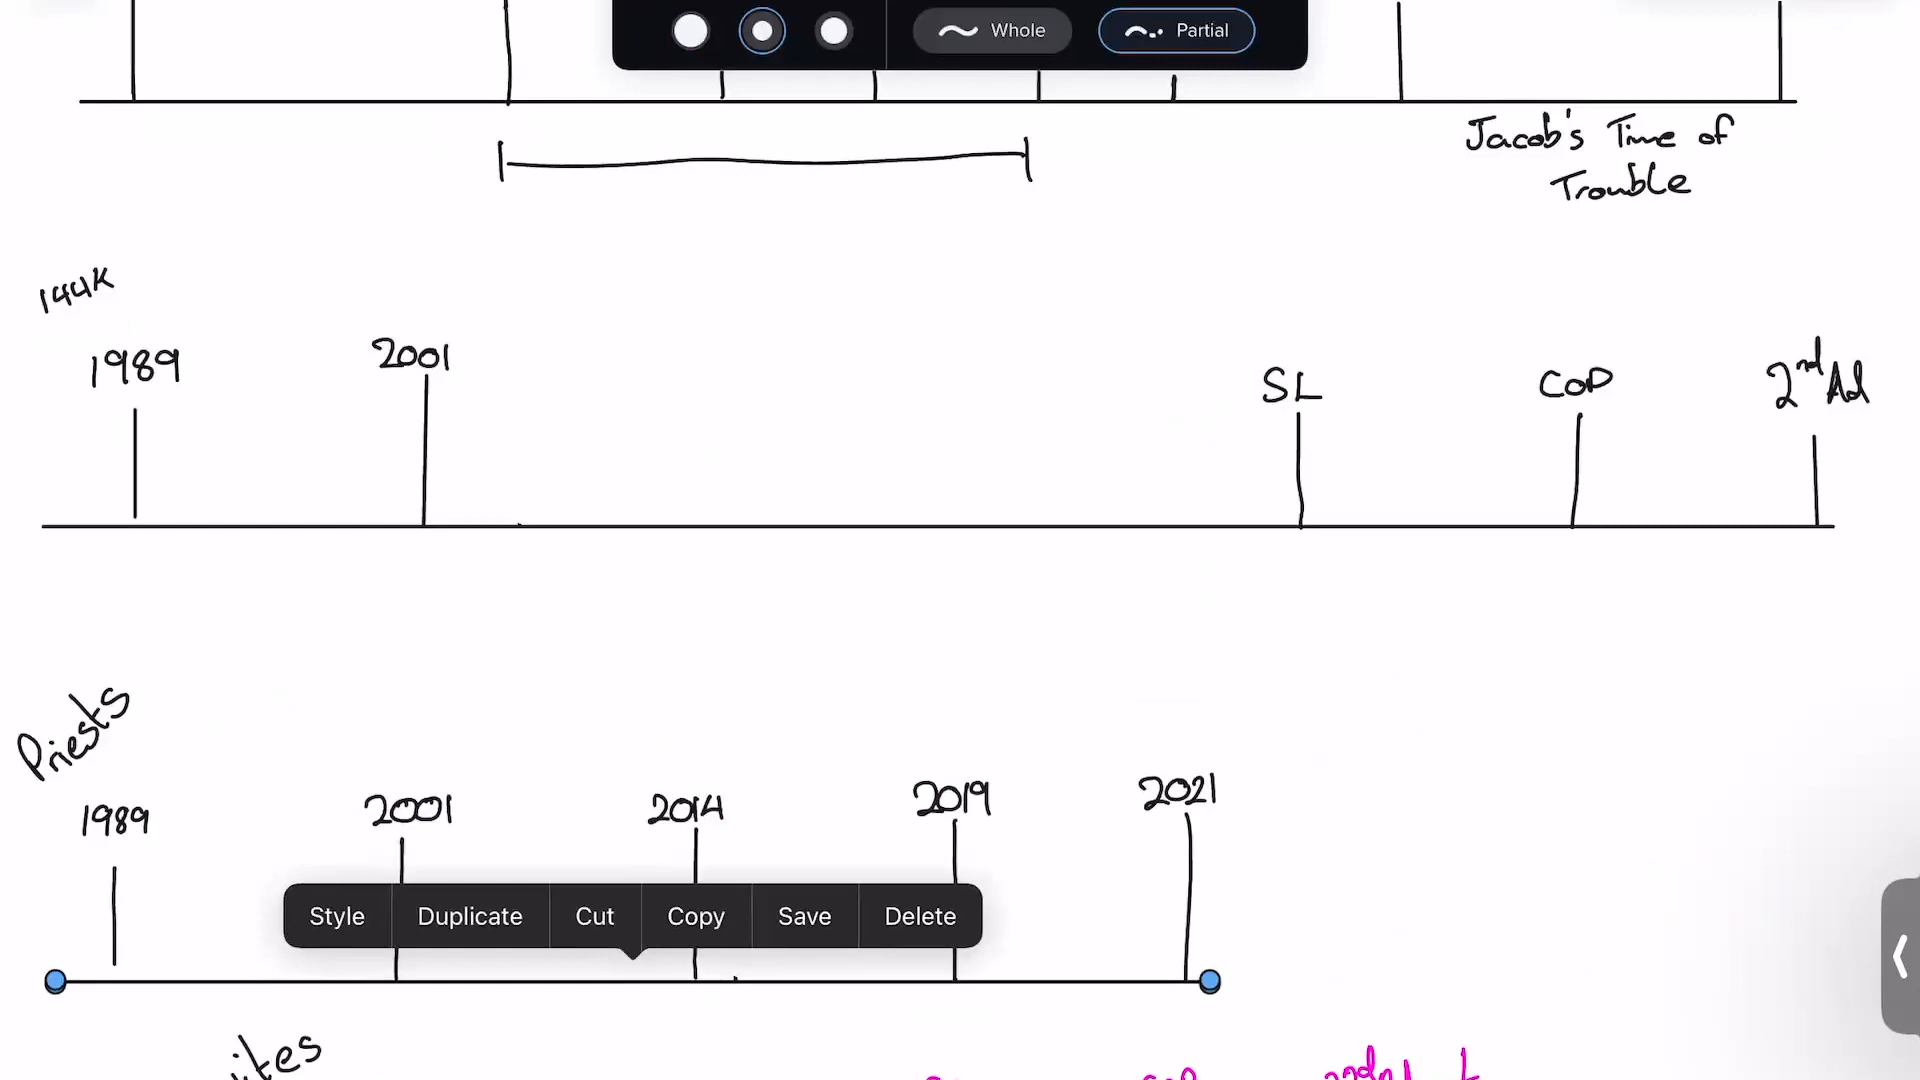 Whole Partial
Jacob's Time of
Trouble
144K
1989 2001 SL COP 2nd Ad
Priests
1989 2001 2014 2019 2021
Style Duplicate Cut Copy Save Delete